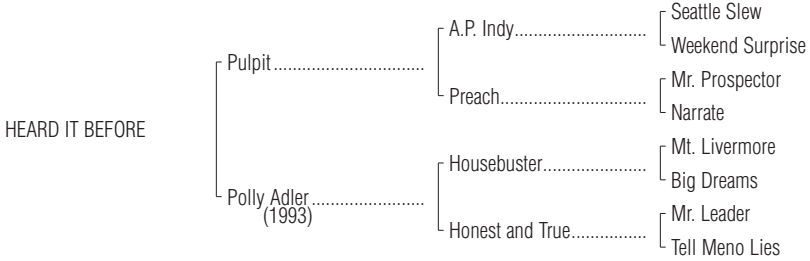 Seattle Slew
A.P. Indy..............................
Weekend Surprise
Pulpit..................................
Mr. Prospector
Preach.................................
Narrate
HEARD IT BEFORE
Mt. Livermore
Housebuster.......................
Big Dreams
Polly Adler.........................
(1993)
Mr. Leader
Honest and True................
Tell Meno Lies